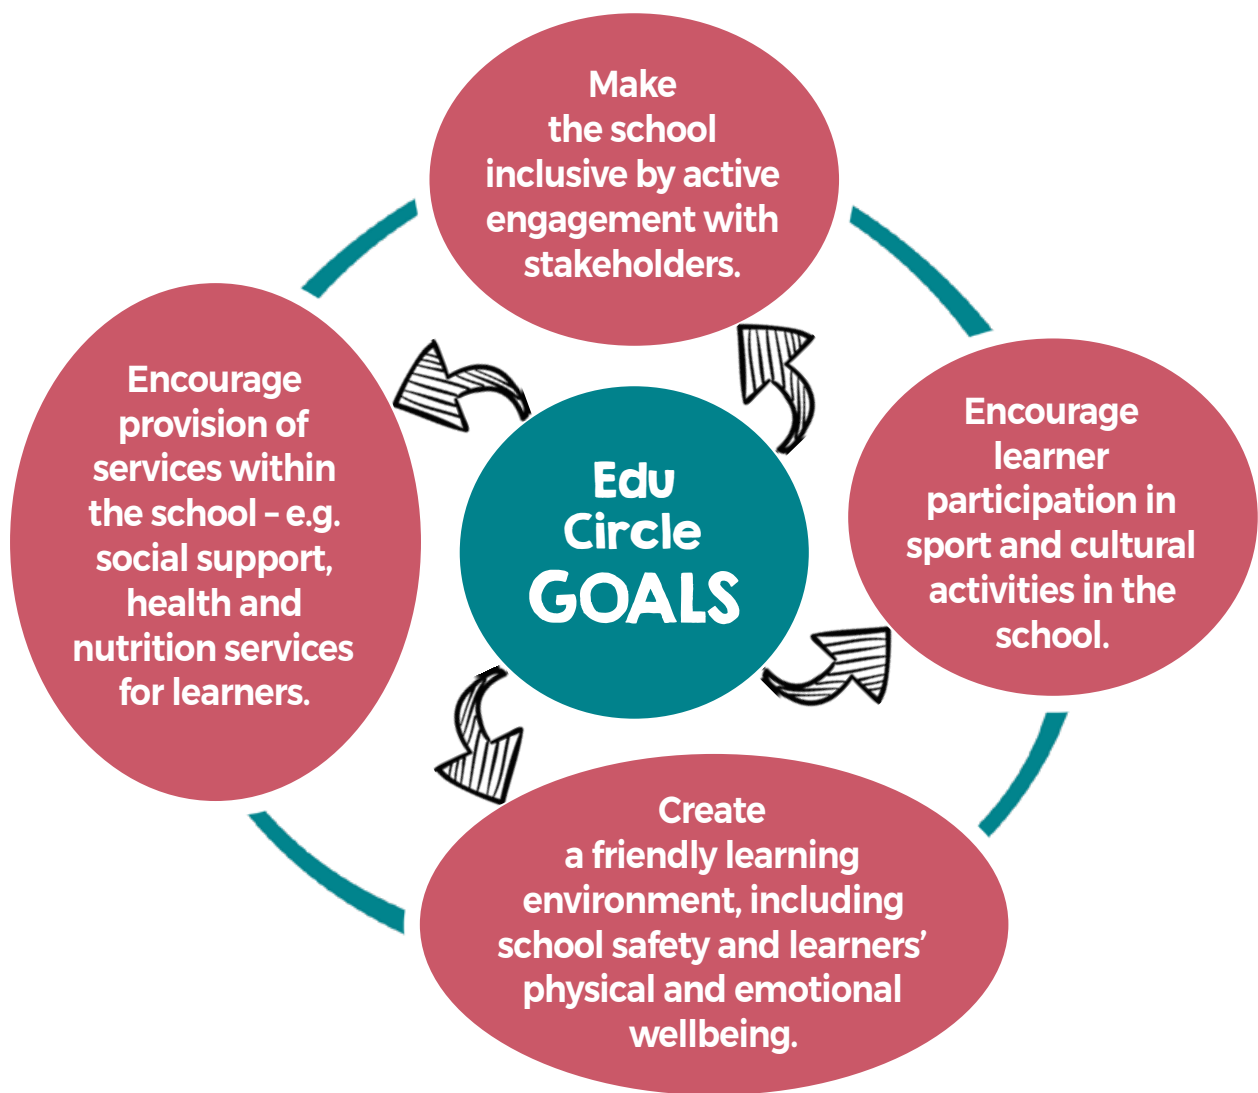 Make
the school
inclusive by active
engagement with
stakeholders.
Encourage
provision of
services within
the school – e.g.
social support,
health and
nutrition services
for learners.
Edu
Circle
GOALS
Encourage
learner
participation in
sport and cultural
activities in the
school.
Create
a friendly learning
environment, including
school safety and learners’
physical and emotional
wellbeing.